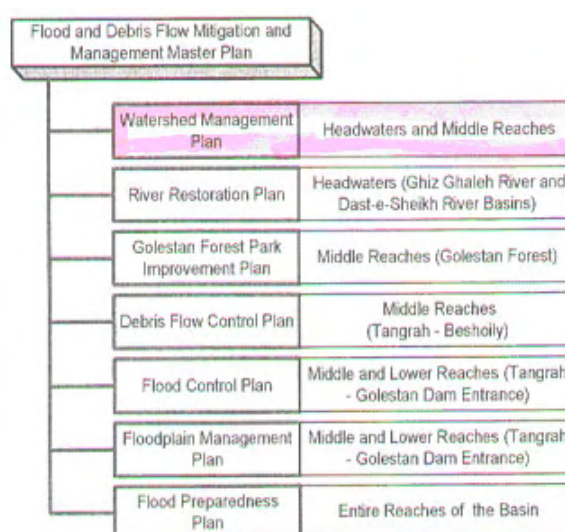 Flood and Debris Flow Mitigation and
Management Master Plan
Watershed Management
Plan
Headwaters and Middle Reaches
River Restoration Plan
Headwaters (Ghiz Ghaleh River and
Dast-e-Sheikh River Basins)
Golestan Forest Park
Improvement Plan
Middle Reaches (Golestan Forest)
Debris Flow Control Plan
Middle Reaches
(Tangrah - Beshoily)
Flood Control Plan
Middle and Lower Reaches (Tangrah
- Golestan Dam Entrance)
Floodplain Management
Plan
Middle and Lower Reaches (Tangrah
- Golestan Dam Entrance)
Flood Preparedness
Plan
Entire Reaches of the Basin